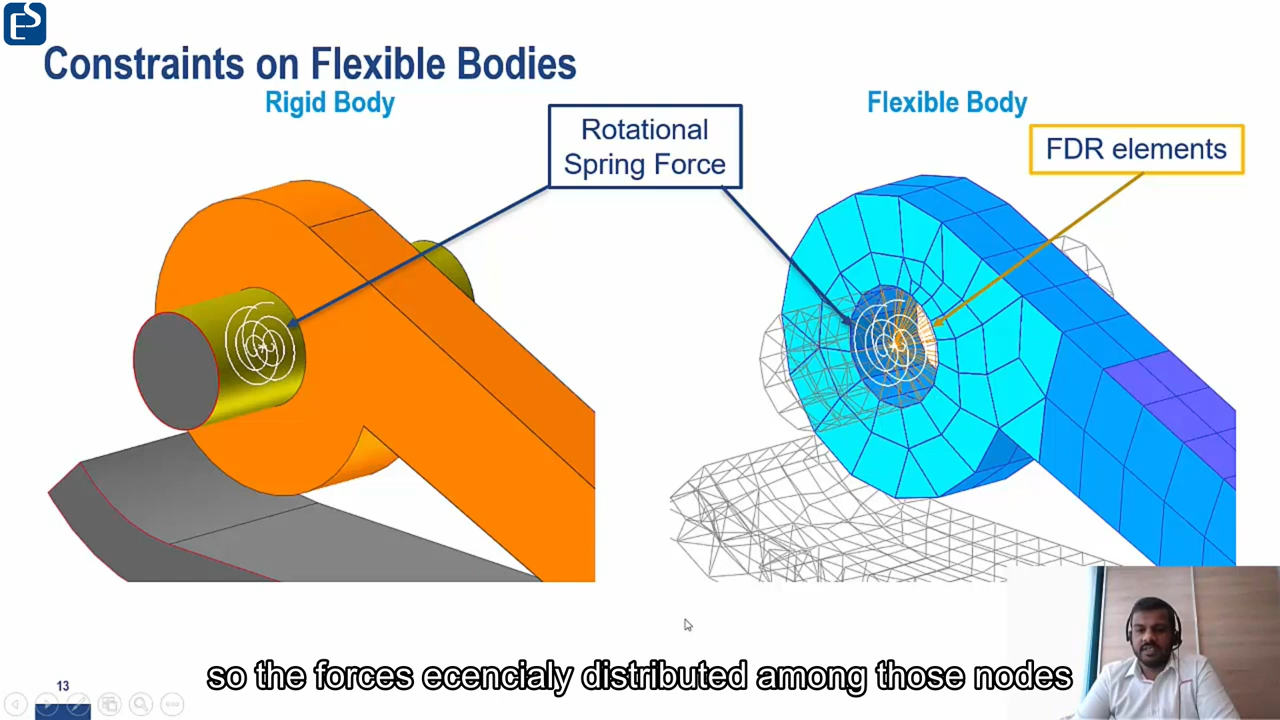 ES
Constraints on Flexible Bodies
Rigid Body
Flexible Body
Rotational
Spring Force
FDR elements
so the forces ecencialy distributed among those nodes
13